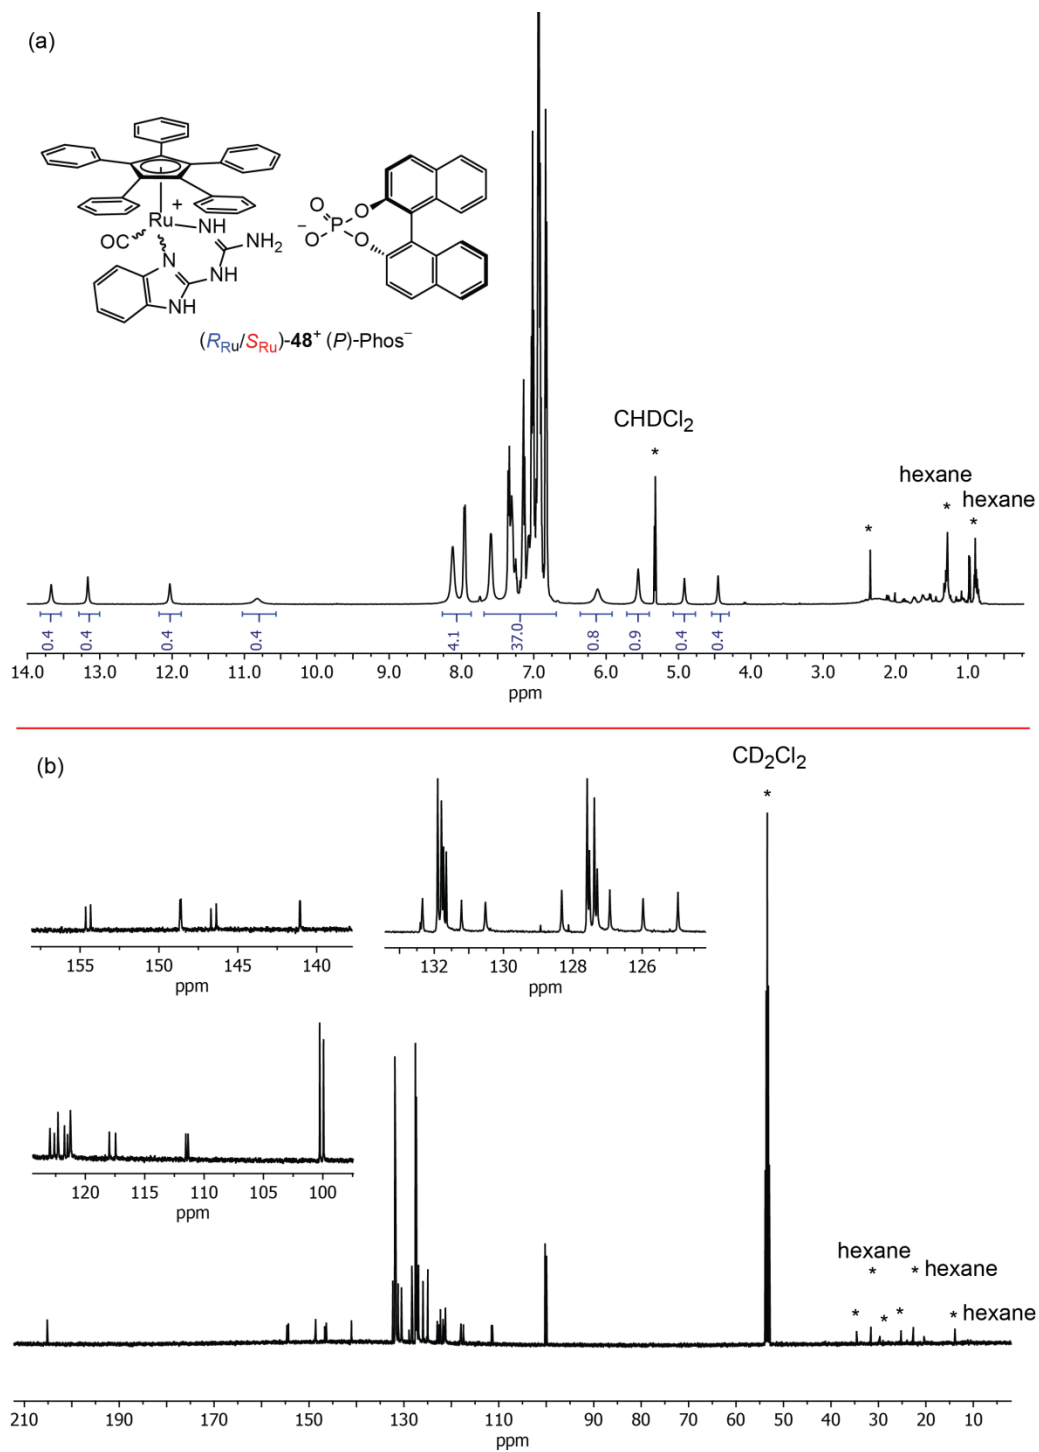 (a)
Ru
+
OC
NH
NH2
N
NH
NH
O
P
−O
O
O
(RRu/SRu)-48+ (P)-Phos−
CHDCl2
*
hexane
*
hexane
*
*
0.4
0.4
0.4
0.4
4.1
37.0
0.8
0.9
0.4
0.4
14.0 13.0 12.0 11.0 10.0 9.0 8.0 7.0 6.0 5.0 4.0 3.0 2.0 1.0
ppm
(b)
CD2Cl2
*
155 150 145 140
ppm
132 130 128 126
ppm
120 115 110 105 100
ppm
hexane
* * hexane
* * * * hexane
210 190 170 150 130 110 90 80 70 60 50 40 30 20 10
ppm